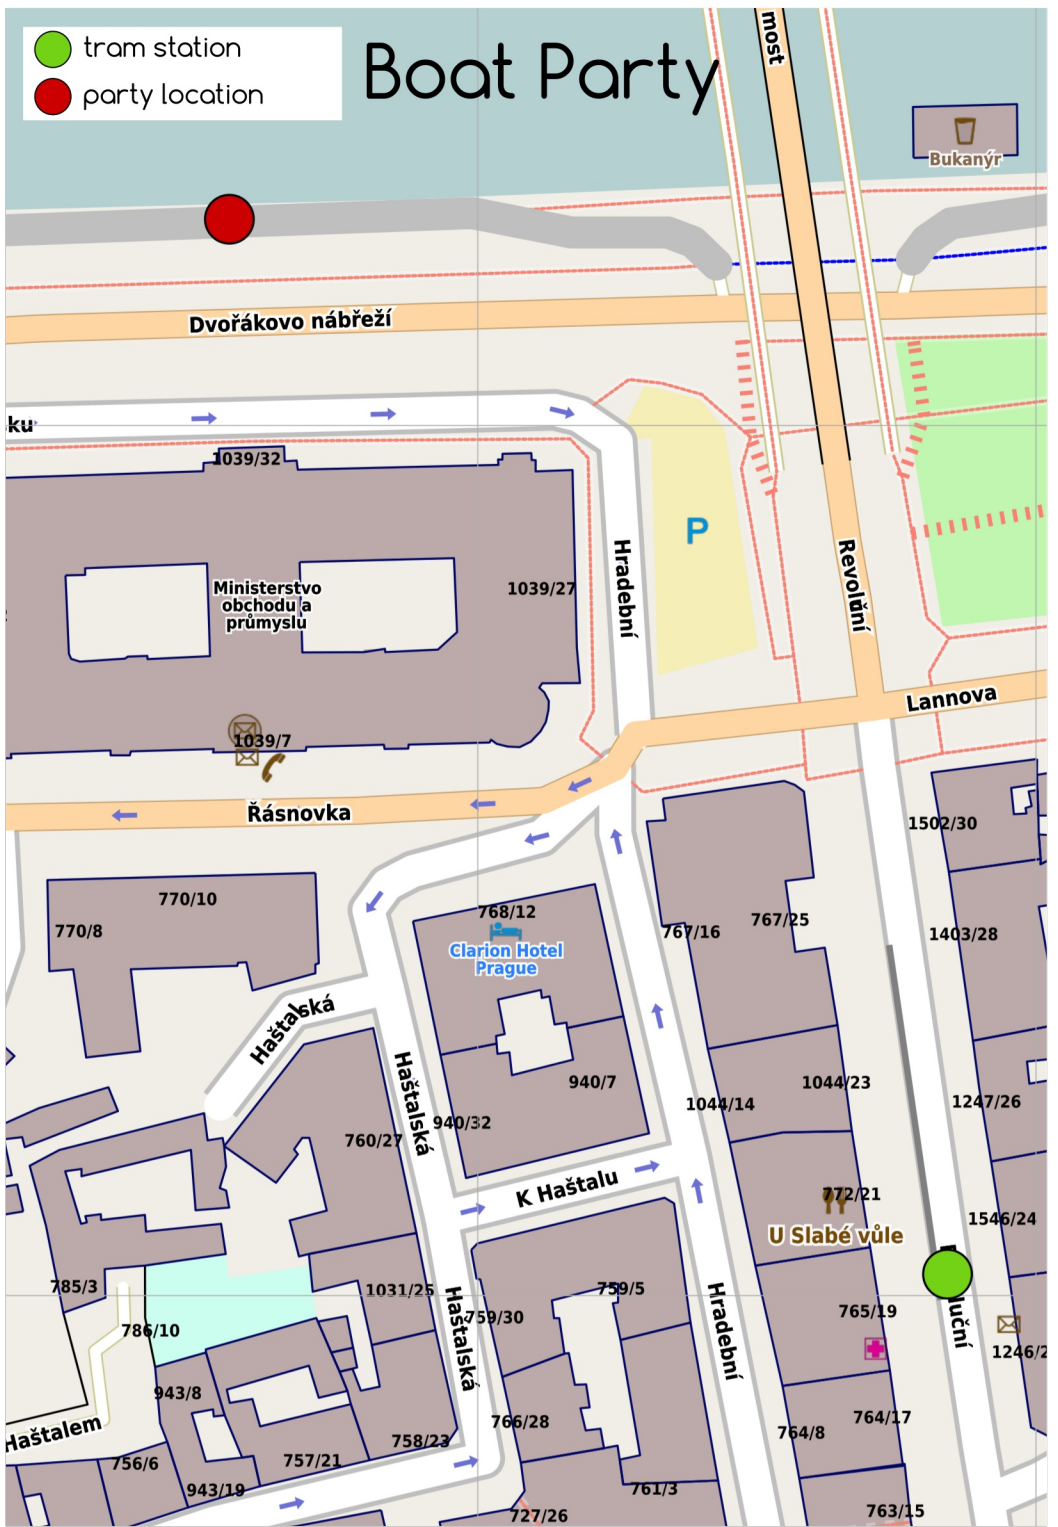 tram station
party location
Boat Party
most
Bukanýr
Dvořákovo nábřeží
sku
1039/32
P
Hradební
Ministerstvo
obchodu a
průmyslu
1039/27
Revoluční
Lannova
1039/7
Řásnovka
1502/30
770/10
770/8
768/12
Clarion Hotel
Prague
767/16
767/25
1403/28
Haštalská
Haštalská
940/7
940/32
1044/23
1044/14
1247/26
760/27
K Haštalu
772/21
U Slabé vůle
1546/24
785/3
1031/25
759/5
Haštalská
759/30
Hradební
765/19
luční
786/10
1246/2
943/8
764/17
764/8
766/28
Haštalem
758/23
757/21
756/6
943/19
761/3
727/26
763/15